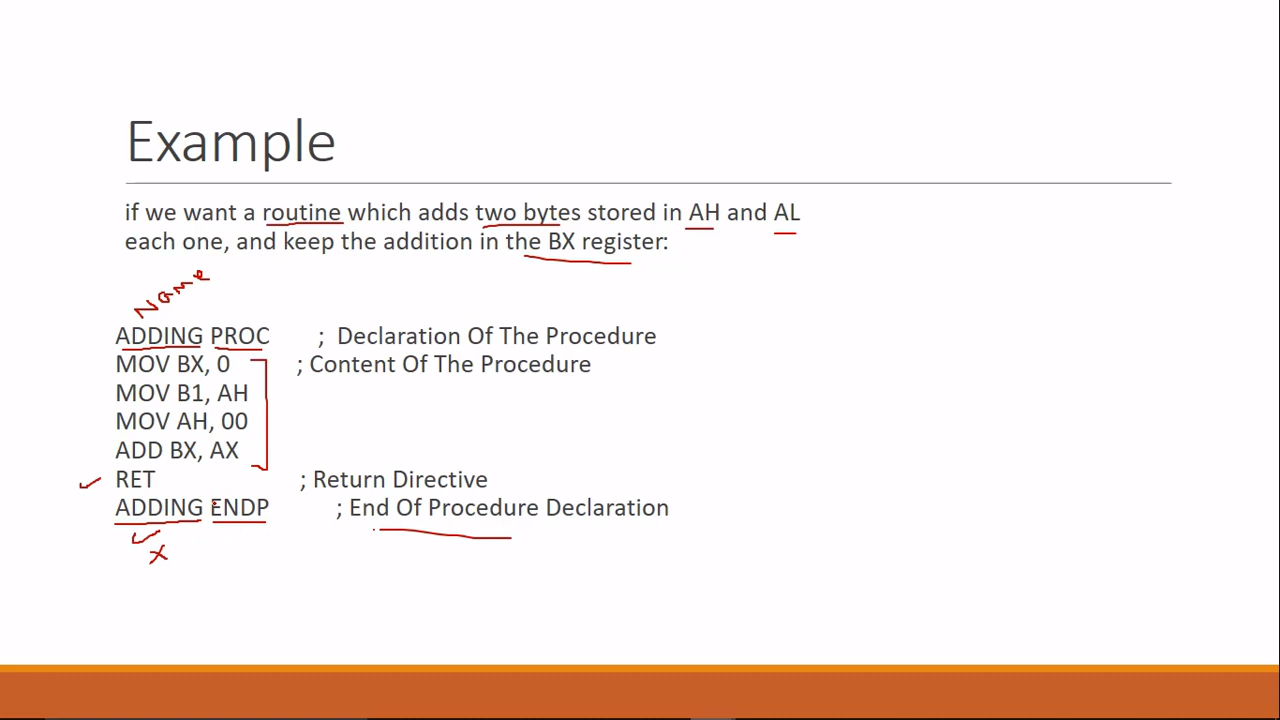 Example
if we want a routine which adds two bytes stored in AH and AL
each one, and keep the addition in the BX register:
Name
ADDING PROC ; Declaration Of The Procedure
MOV BX, 0 ; Content Of The Procedure
MOV B1, AH
MOV AH, 00
ADD BX, AX
RET ; Return Directive
ADDING ENDP ; End Of Procedure Declaration